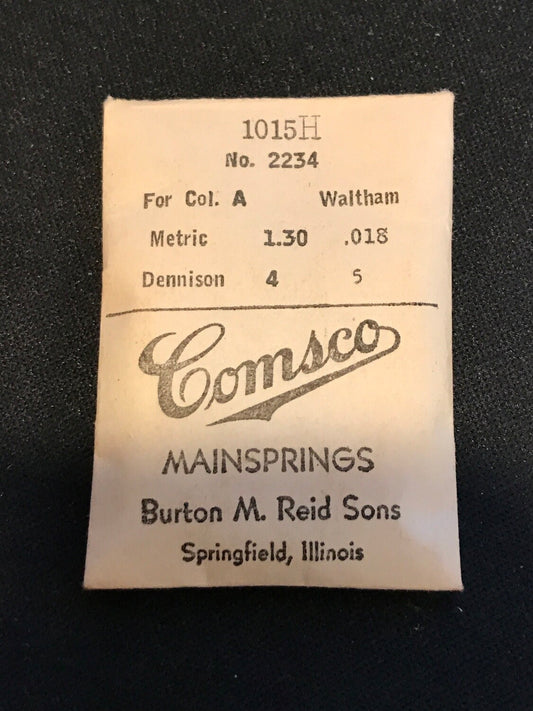 1015H
No. 2234
For Col. A Waltham
Metric 1.30 .018
Dennison 4 5
Comsco
MAINSPRINGS
Burton M. Reid Sons
Springfield, Illinois